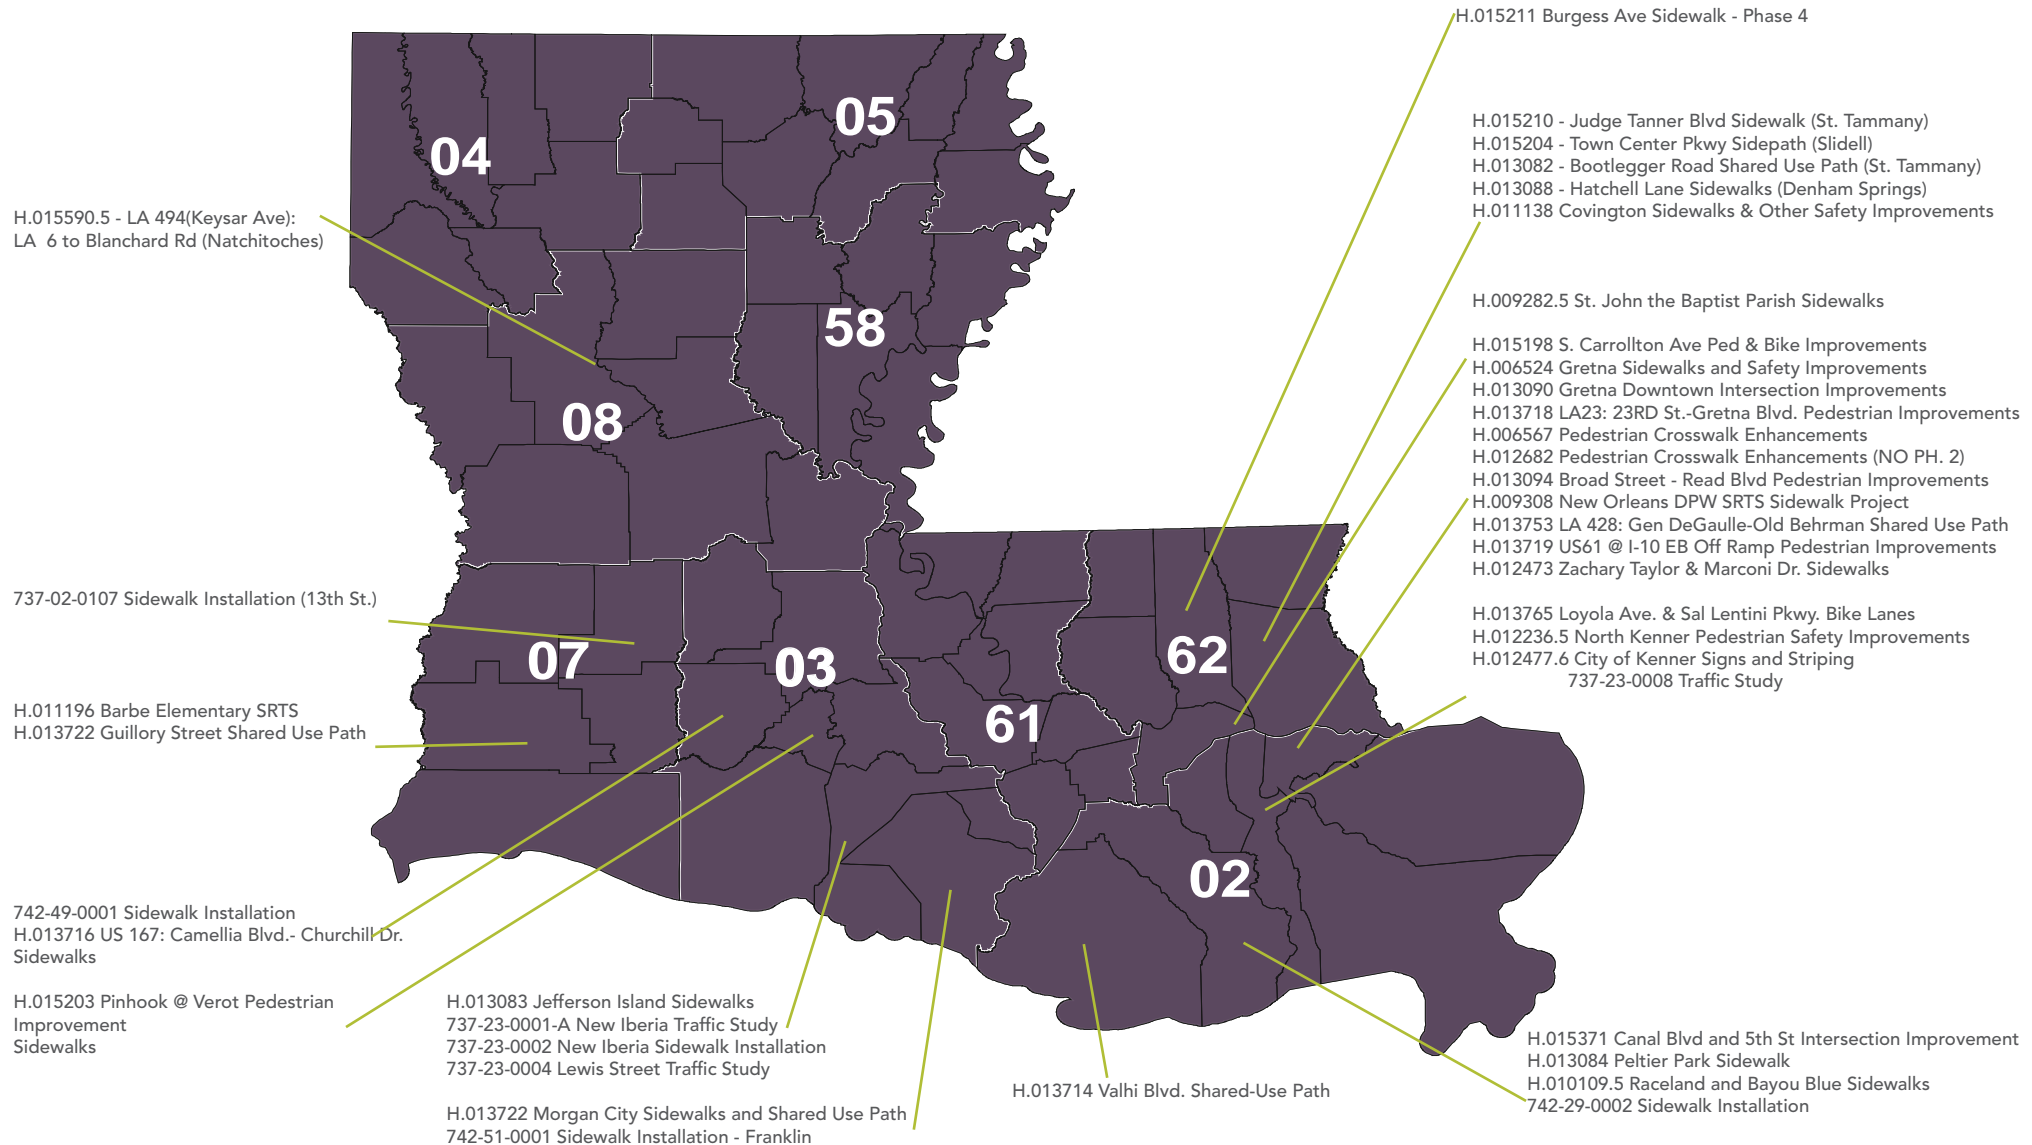 H.015211 Burgess Ave Sidewalk - Phase 4
H.015210 - Judge Tanner Blvd Sidewalk (St. Tammany)
H.015204 - Town Center Pkwy Sidepath (Slidell)
H.013082 - Bootlegger Road Shared Use Path (St. Tammany)
H.013088 - Hatchell Lane Sidewalks (Denham Springs)
H.011138 Covington Sidewalks & Other Safety Improvements
05
04
H.015590.5 - LA 494(Keysar Ave):
LA  6 to Blanchard Rd (Natchitoches)
H.009282.5 St. John the Baptist Parish Sidewalks
58
H.015198 S. Carrollton Ave Ped & Bike Improvements
H.006524 Gretna Sidewalks and Safety Improvements
H.013090 Gretna Downtown Intersection Improvements
H.013718 LA23: 23RD St.-Gretna Blvd. Pedestrian Improvements
H.006567 Pedestrian Crosswalk Enhancements
H.012682 Pedestrian Crosswalk Enhancements (NO PH. 2)
H.013094 Broad Street - Read Blvd Pedestrian Improvements
H.009308 New Orleans DPW SRTS Sidewalk Project
H.013753 LA 428: Gen DeGaulle-Old Behrman Shared Use Path
H.013719 US61 @ I-10 EB Off Ramp Pedestrian Improvements
H.012473 Zachary Taylor & Marconi Dr. Sidewalks
08
737-02-0107 Sidewalk Installation (13th St.)
H.013765 Loyola Ave. & Sal Lentini Pkwy. Bike Lanes
H.012236.5 North Kenner Pedestrian Safety Improvements
H.012477.6 City of Kenner Signs and Striping
737-23-0008 Traffic Study
07
03
62
61
H.011196 Barbe Elementary SRTS
H.013722 Guillory Street Shared Use Path
02
742-49-0001 Sidewalk Installation
H.013716 US 167: Camellia Blvd.- Churchill Dr.
Sidewalks
H.015203 Pinhook @ Verot Pedestrian
Improvement
Sidewalks
H.013083 Jefferson Island Sidewalks
737-23-0001-A New Iberia Traffic Study
737-23-0002 New Iberia Sidewalk Installation
737-23-0004 Lewis Street Traffic Study
H.013722 Morgan City Sidewalks and Shared Use Path
742-51-0001 Sidewalk Installation - Franklin
H.013714 Valhi Blvd. Shared-Use Path
H.015371 Canal Blvd and 5th St Intersection Improvement
H.013084 Peltier Park Sidewalk
H.010109.5 Raceland and Bayou Blue Sidewalks
742-29-0002 Sidewalk Installation